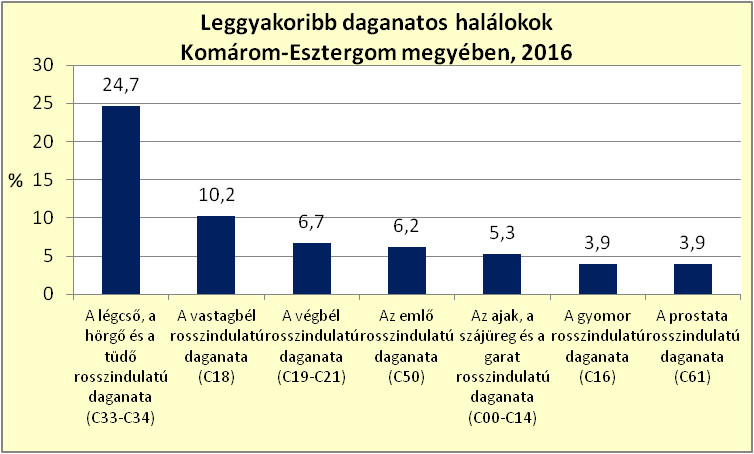 Leggyakoribb daganatos halálokok
Komárom-Esztergom megyében, 2016
30
25
20
15
10
5
0
%
24,7
10,2
6,7
6,2
5,3
3,9
3,9
A légcső, a
hörgő és a
tüdő
rosszindulatú
daganata
(C33-C34)
A vastagbél
rosszindulatú
daganata
(C18)
A végbél
rosszindulatú
daganata
(C19-C21)
Az emlő
rosszindulatú
daganata
(C50)
Az ajak, a
szájüreg és a
garat
rosszindulatú
daganata
(C00-C14)
A gyomor
rosszindulatú
daganata
(C16)
A prostata
rosszindulatú
daganata
(C61)